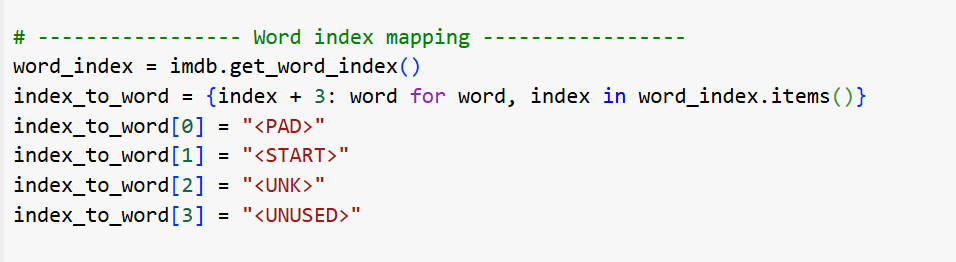 # ----------------- Word index mapping -----------------
word_index = imdb.get_word_index()
index_to_word = {index + 3: word for word, index in word_index.items()}
index_to_word[0] = "<PAD>"
index_to_word[1] = "<START>"
index_to_word[2] = "<UNK>"
index_to_word[3] = "<UNUSED>"